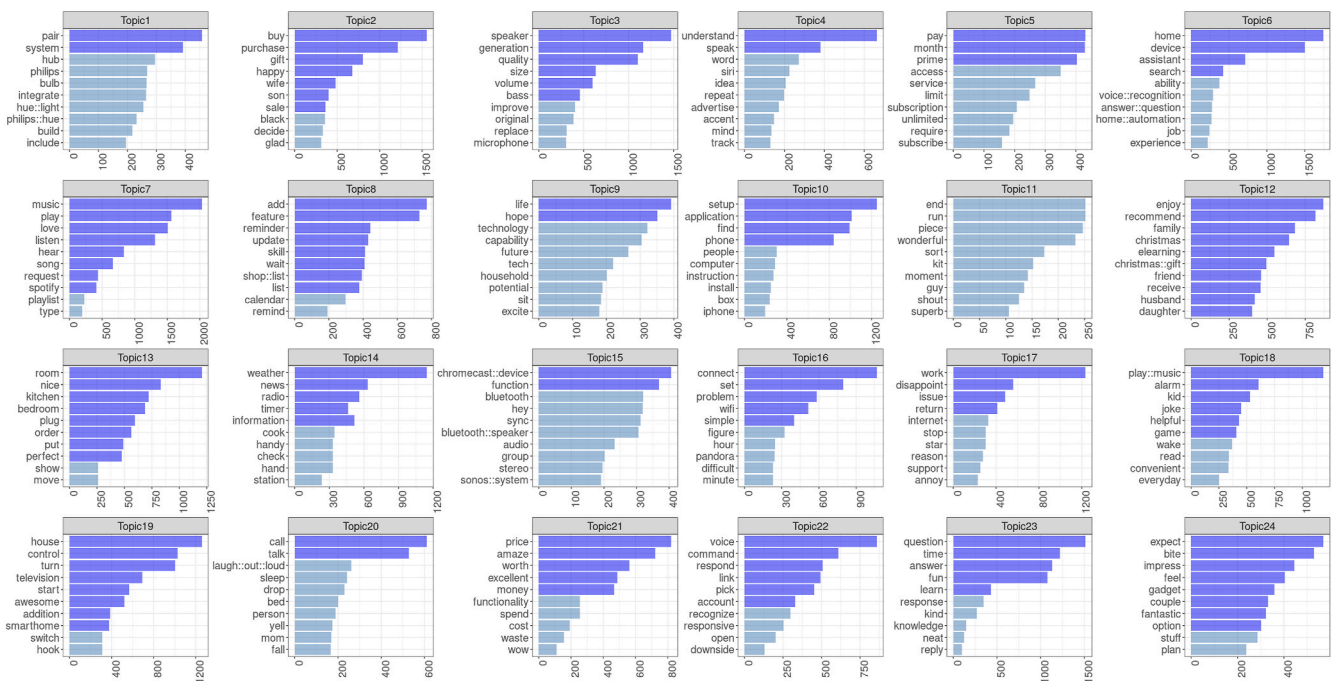 Topic1
pair
system
hub
philips
bulb
integrate
hue::light
philips::hue
build
include
0 100 200 300 400
Topic2
buy
purchase
gift
happy
wife
son
sale
black
decide
glad
0 500 1000 1500
Topic3
speaker
generation
quality
size
volume
bass
improve
original
replace
microphone
0 500 1000 1500
Topic4
understand
speak
word
siri
idea
repeat
advertise
accent
mind
track
0 200 400 600
Topic5
pay
month
prime
access
service
limit
subscription
unlimited
require
subscribe
0 100 200 300 400
Topic6
home
device
assistant
search
ability
voice::recognition
answer::question
home::automation
job
experience
0 500 1000 1500
Topic7
music
play
love
listen
hear
song
request
spotify
playlist
type
0 500 1000 1500 2000
Topic8
add
feature
reminder
update
skill
wait
shop::list
list
calendar
remind
0 200 400 600 800
Topic9
life
hope
technology
capability
future
tech
household
potential
sit
excite
0 100 200 300 400
Topic10
setup
application
find
phone
people
computer
instruction
install
box
iphone
0 400 800 1200
Topic11
end
run
piece
wonderful
sort
kit
moment
guy
shout
superb
0 50 100 150 200 250
Topic12
enjoy
recommend
family
christmas
elearning
christmas::gift
friend
receive
husband
daughter
0 250 500 750
Topic13
room
nice
kitchen
bedroom
plug
order
put
perfect
show
move
0 250 500 750 1000 1250
Topic14
weather
news
radio
timer
information
cook
handy
check
hand
station
0 300 600 900 1200
Topic15
chromecast::device
function
bluetooth
hey
sync
bluetooth::speaker
audio
group
stereo
sonos::system
0 100 200 300 400
Topic16
connect
set
problem
wifi
simple
figure
hour
pandora
difficult
minute
0 300 600 900
Topic17
work
disappoint
issue
return
internet
stop
star
reason
support
annoy
0 400 800 1200
Topic18
play::music
alarm
kid
joke
helpful
game
wake
read
convenient
everyday
0 250 500 750 1000
Topic19
house
control
turn
television
start
awesome
addition
smarthome
switch
hook
0 400 800 1200
Topic20
call
talk
laugh::out::loud
sleep
drop
bed
person
yell
mom
fall
0 200 400 600
Topic21
price
amaze
worth
excellent
money
functionality
spend
cost
waste
wow
0 200 400 600 800
Topic22
voice
command
respond
link
pick
account
recognize
responsive
open
downside
0 250 500 750
Topic23
question
time
answer
fun
learn
response
kind
knowledge
neat
reply
0 500 1000 1500
Topic24
expect
bite
impress
feel
gadget
couple
fantastic
option
stuff
plan
0 200 400